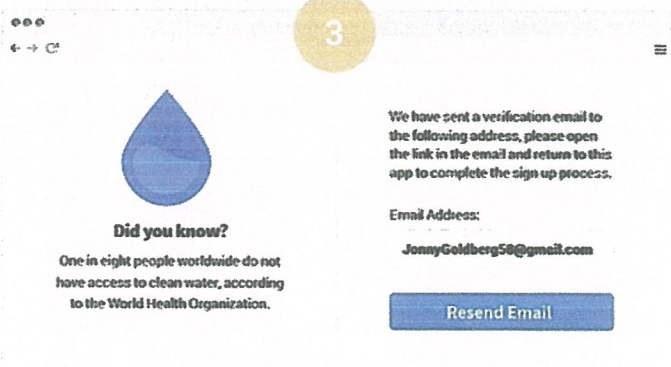 3
Did you know?
One in eight people worldwide do not
have access to clean water, according
to the World Health Organization.
We have sent a verification email to
the following address, please open
the link in the email and return to this
app to complete the sign up process.
Email Address:
JonnyGoldberg58@gmail.com
Resend Email